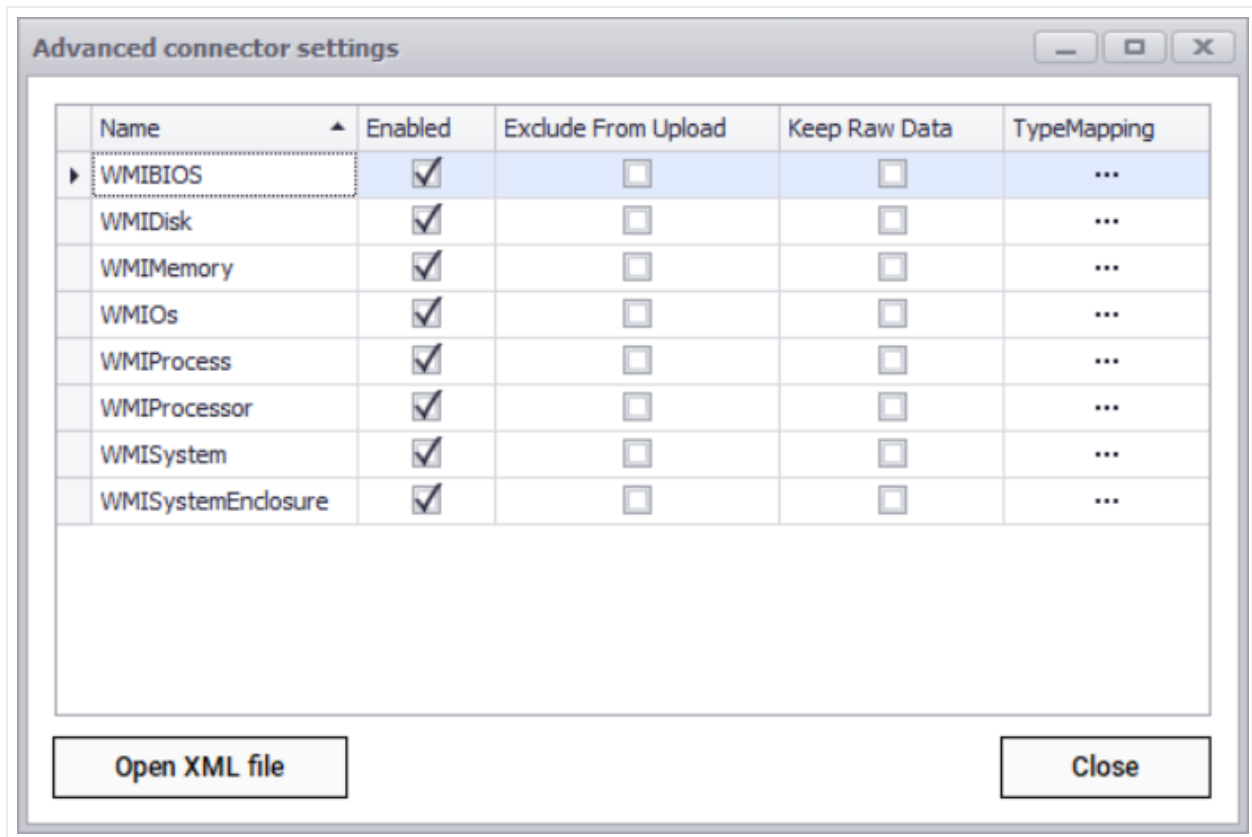 Advanced connector settings
Name Enabled Exclude From Upload Keep Raw Data TypeMapping
WMIBIOS ...
WMIDisk ...
WMIMemory ...
WMIOs ...
WMIProcess ...
WMIProcessor ...
WMISystem ...
WMISystemEnclosure ...
Open XML file Close